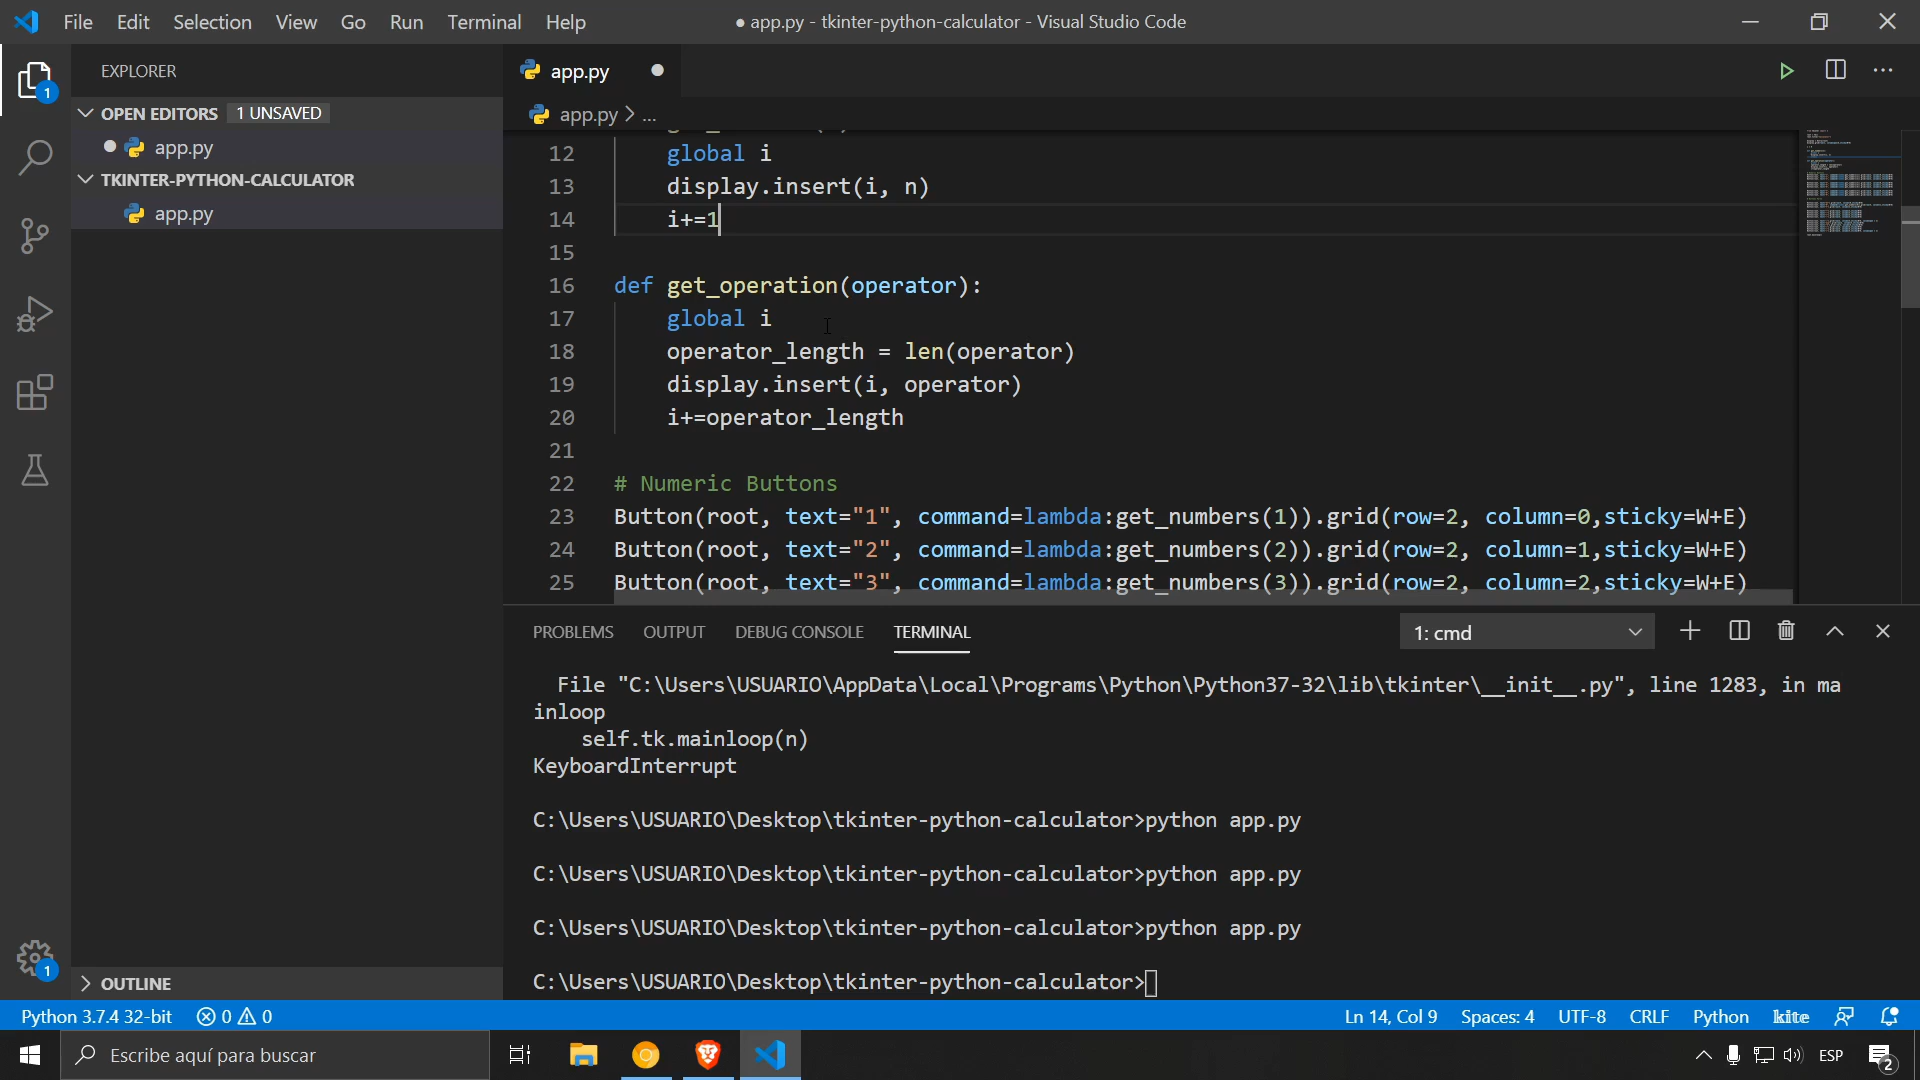 File Edit Selection View Go Run Terminal Help
● app.py - tkinter-python-calculator - Visual Studio Code
EXPLORER
OPEN EDITORS 1 UNSAVED
app.py
TKINTER-PYTHON-CALCULATOR
app.py
OUTLINE
1
1
app.py
app.py > ...
12 global i
13 display.insert(i, n)
14 i+=1
15
16 def get_operation(operator):
17 global i
18 operator_length = len(operator)
19 display.insert(i, operator)
20 i+=operator_length
21
22 # Numeric Buttons
23 Button(root, text="1", command=lambda:get_numbers(1)).grid(row=2, column=0,sticky=W+E)
24 Button(root, text="2", command=lambda:get_numbers(2)).grid(row=2, column=1,sticky=W+E)
25 Button(root, text="3", command=lambda:get_numbers(3)).grid(row=2, column=2,sticky=W+E)
PROBLEMS OUTPUT DEBUG CONSOLE TERMINAL
1: cmd
File "C:\Users\USUARIO\AppData\Local\Programs\Python\Python37-32\lib\tkinter\__init__.py", line 1283, in ma
inloop
self.tk.mainloop(n)
KeyboardInterrupt
C:\Users\USUARIO\Desktop\tkinter-python-calculator>python app.py
C:\Users\USUARIO\Desktop\tkinter-python-calculator>python app.py
C:\Users\USUARIO\Desktop\tkinter-python-calculator>python app.py
C:\Users\USUARIO\Desktop\tkinter-python-calculator>
Python 3.7.4 32-bit 0 0
Ln 14, Col 9 Spaces: 4 UTF-8 CRLF Python kite
Escribe aquí para buscar
ESP
2